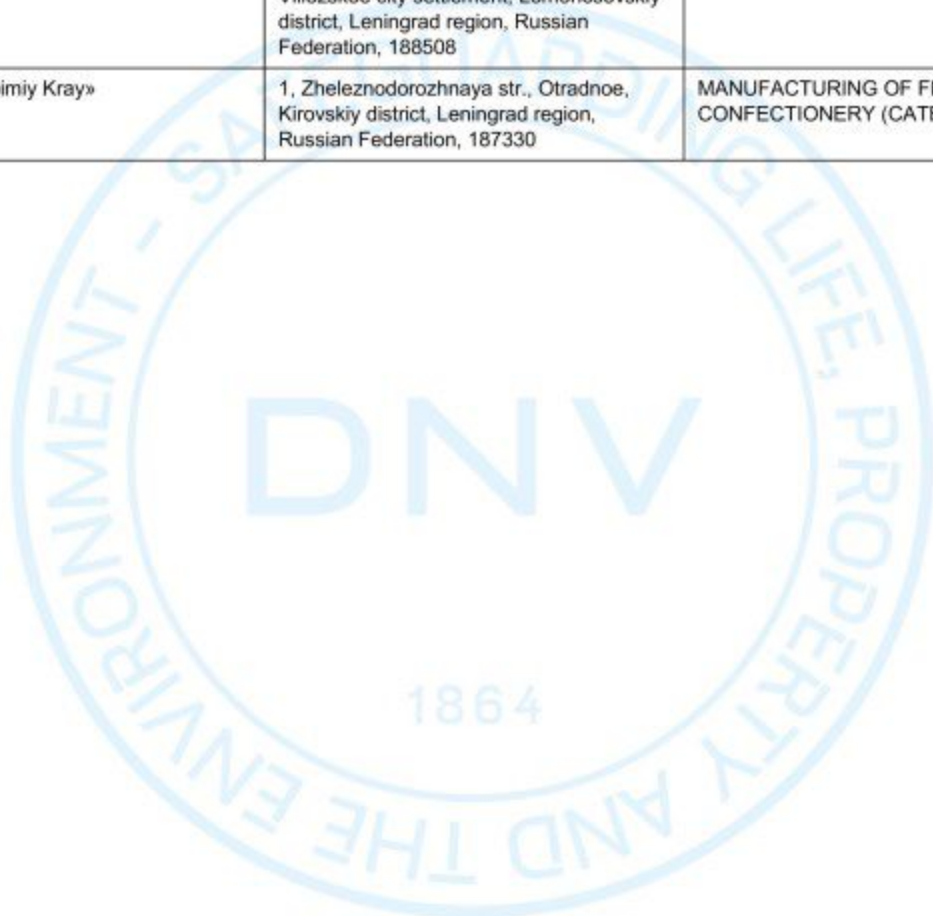 district, Leningrad region, Russian
Federation, 188508
imiy Kray»
1, Zheleznodorozhnaya str., Otradnoe,
Kirovskiy district, Leningrad region,
Russian Federation, 187330
MANUFACTURING OF
CONFECTIONERY
SAFEGUARDING LIFE, PROPERTY AND THE ENVIRONMENT -
DNV
1864